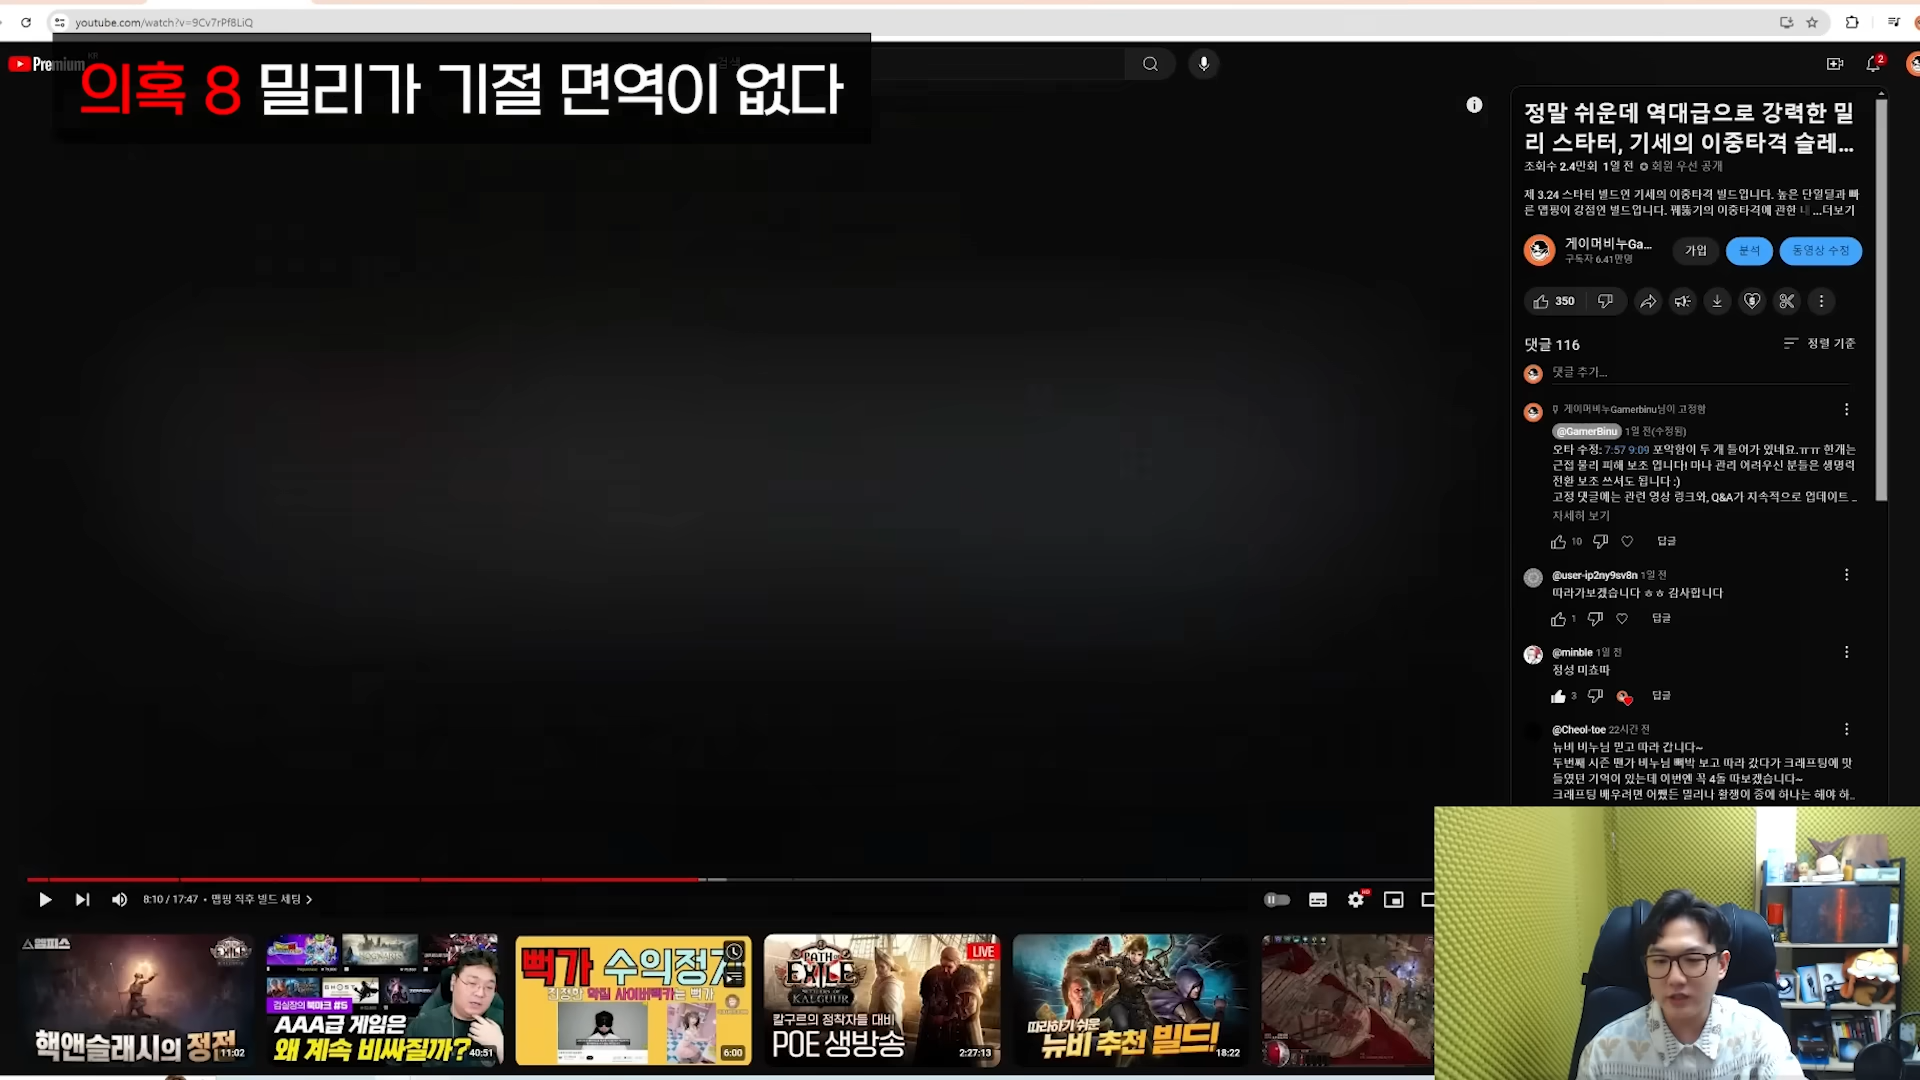 youtube.com/watch?v=9Cv7rPf8LiQ
의혹 8 밀리가 기절 면역이 없다
Premium
KR
2
정말 쉬운데 역대급으로 강력한 밀
리 스타터, 기세의 이중타격 슬레...
조회수 2.4만회 1일 전 회원 우선 공개
제 3.24 스타터 빌드인 기세의 이중타격 빌드입니다. 높은 단일딜과 빠
른 맵핑이 강점인 빌드입니다. 꿰뚫기의 이중타격에 관한 내 ...더보기
게이머비누Ga...
구독자 6.41만명
가입
분석
동영상 수정
350
댓글 116
정렬 기준
댓글 추가...
게이머비누Gamerbinu님이 고정함
@GamerBinu 1일 전(수정됨)
오타 수정: 7:57 9:09 포악함이 두 개 들어가 있네요..ㅠㅠ 한개는
근접 물리 피해 보조 입니다! 마나 관리 어려우신 분들은 생명력
전환 보조 쓰셔도 됩니다 :)
고정 댓글에는 관련 영상 링크와, Q&A가 지속적으로 업데이트 ..
자세히 보기
10 답글
@user-ip2ny9sv8n 1일 전
따라가보겠습니다 ㅎㅎ 감사합니다
1 답글
@minble 1일 전
정성 미쵸따
3 답글
@Cheol-toe 22시간 전
뉴비 비누님 믿고 따라 갑니다~
두번째 시즌 땐가 비누님 뼈박 보고 따라 갔다가 크래프팅에 맛
들였던 기억이 있는데 이번엔 꼭 4돌 따보겠습니다~
크래프팅 배우려면 어쨌든 밀리나 활쟁이 중에 하나는 해야 하..
8:10 / 17:47 • 맵핑 직후 빌드 세팅
HD
스엘피스
핵앤슬래시의 정점
11:02
겜실장의 북마크 #5
AAA급 게임은
왜 계속 비싸질까?
40:51
뻑가 수익정지
6:00
PATH OF
EXILE
SETTLERS OF
KALGUUR
LIVE
칼구르의 정착자들 대비
POE 생방송
2:27:13
따라하기 쉬운
뉴비 추천 빌드!
18:22